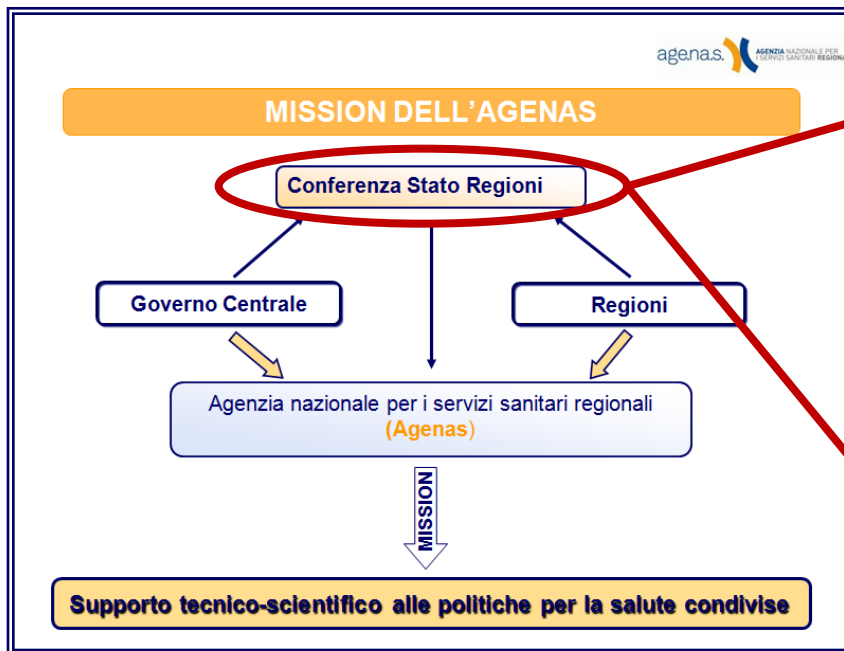 agenas. AGENZIA NAZIONALE PER
I SERVIZI SANITARI REGIONA
MISSION DELL'AGENAS
Conferenza Stato Regioni
Governo Centrale
Regioni
Agenzia nazionale per i servizi sanitari regionali
(Agenas)
MISSION
Supporto tecnico-scientifico alle politiche per la salute condivise